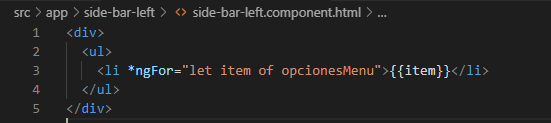 src > app > side-bar-left > <> side-bar-left.component.html > ...
1 <div>
2 <ul>
3 <li *ngFor="let item of opcionesMenu">{{item}}</li>
4 </ul>
5 </div>